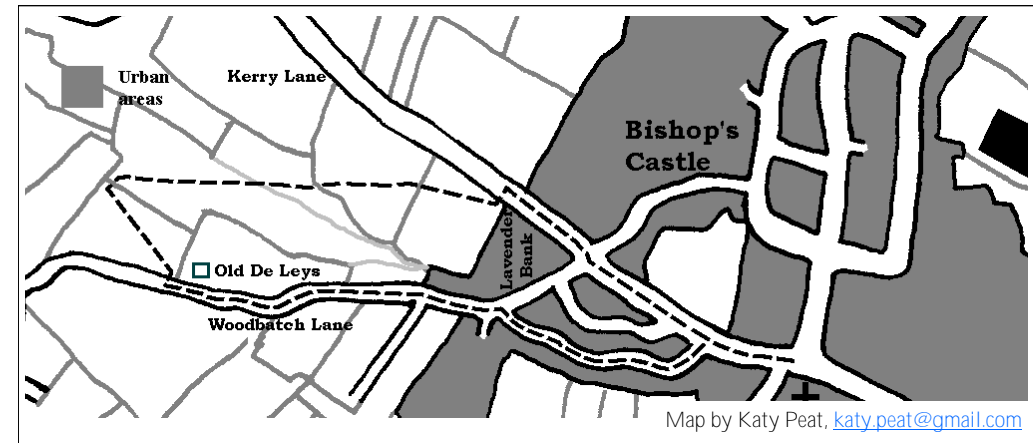 Urban
areas
Kerry Lane
Bishop's
Castle
Lavender
Bank
Old De Leys
Woodbatch Lane
Map by Katy Peat, katy.peat@gmail.com